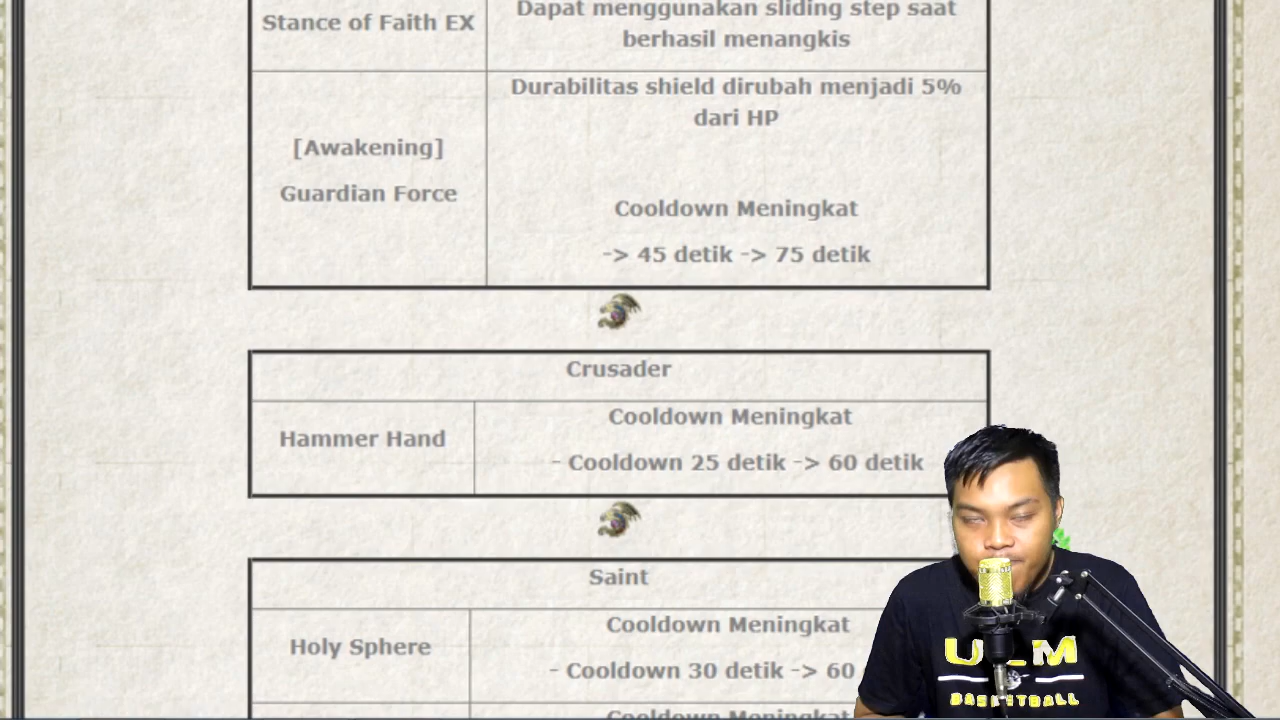 Stance of Faith EX
Dapat menggunakan sliding step saat
berhasil menangkis
[Awakening]
Guardian Force
Durabilitas shield dirubah menjadi 5%
dari HP
Cooldown Meningkat
-> 45 detik -> 75 detik
Crusader
Hammer Hand
Cooldown Meningkat
- Cooldown 25 detik -> 60 detik
Saint
Holy Sphere
Cooldown Meningkat
- Cooldown 30 detik -> 60
Cooldown Meningkat
BASKETBALL